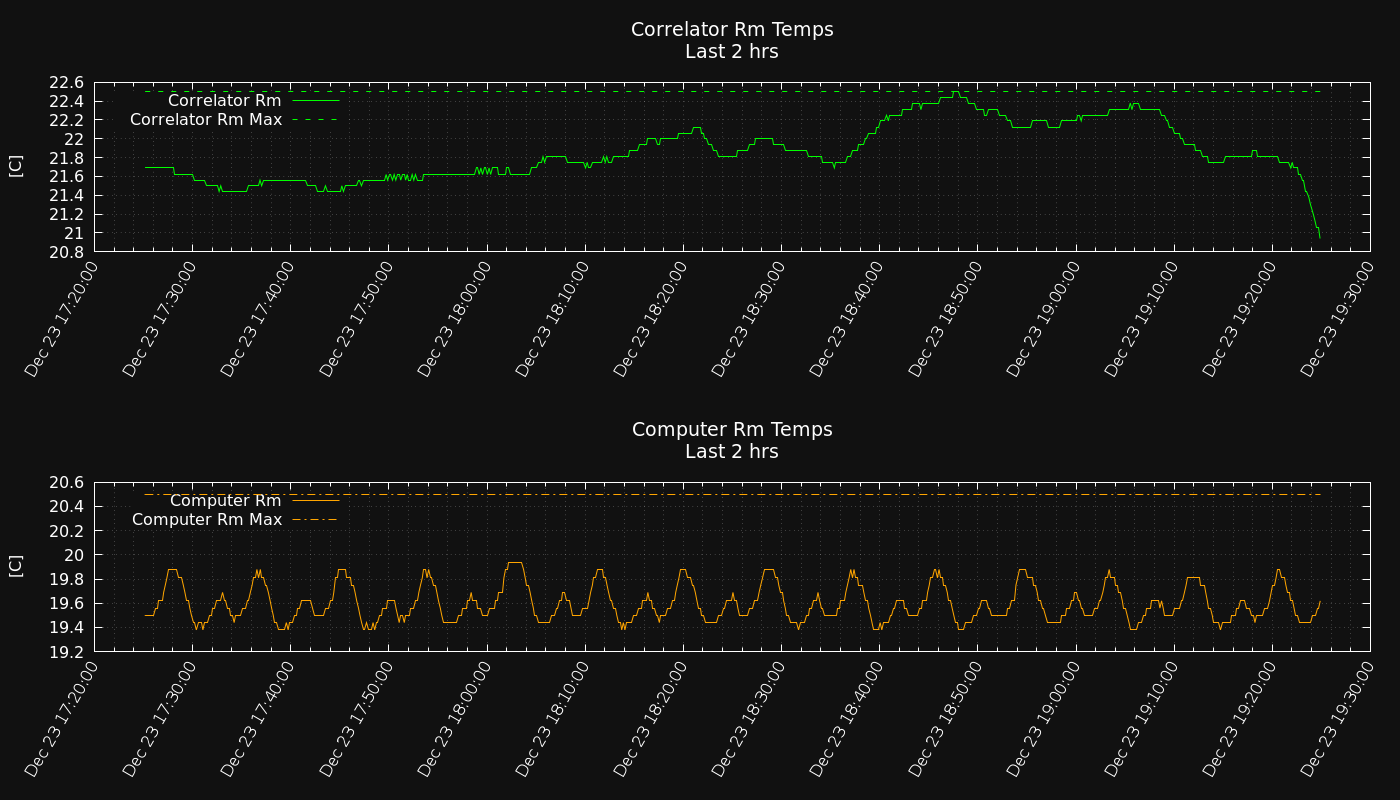 Correlator Rm Temps
Last 2 hrs
22.6
22.4
22.2
22
21.8
21.6
21.4
21.2
21
20.8
[C]
Correlator Rm
Correlator Rm Max
Dec 23 17:20:00
Dec 23 17:30:00
Dec 23 17:40:00
Dec 23 17:50:00
Dec 23 18:00:00
Dec 23 18:10:00
Dec 23 18:20:00
Dec 23 18:30:00
Dec 23 18:40:00
Dec 23 18:50:00
Dec 23 19:00:00
Dec 23 19:10:00
Dec 23 19:20:00
Dec 23 19:30:00
Computer Rm Temps
Last 2 hrs
20.6
20.4
20.2
20
19.8
19.6
19.4
19.2
[C]
Computer Rm
Computer Rm Max
Dec 23 17:20:00
Dec 23 17:30:00
Dec 23 17:40:00
Dec 23 17:50:00
Dec 23 18:00:00
Dec 23 18:10:00
Dec 23 18:20:00
Dec 23 18:30:00
Dec 23 18:40:00
Dec 23 18:50:00
Dec 23 19:00:00
Dec 23 19:10:00
Dec 23 19:20:00
Dec 23 19:30:00